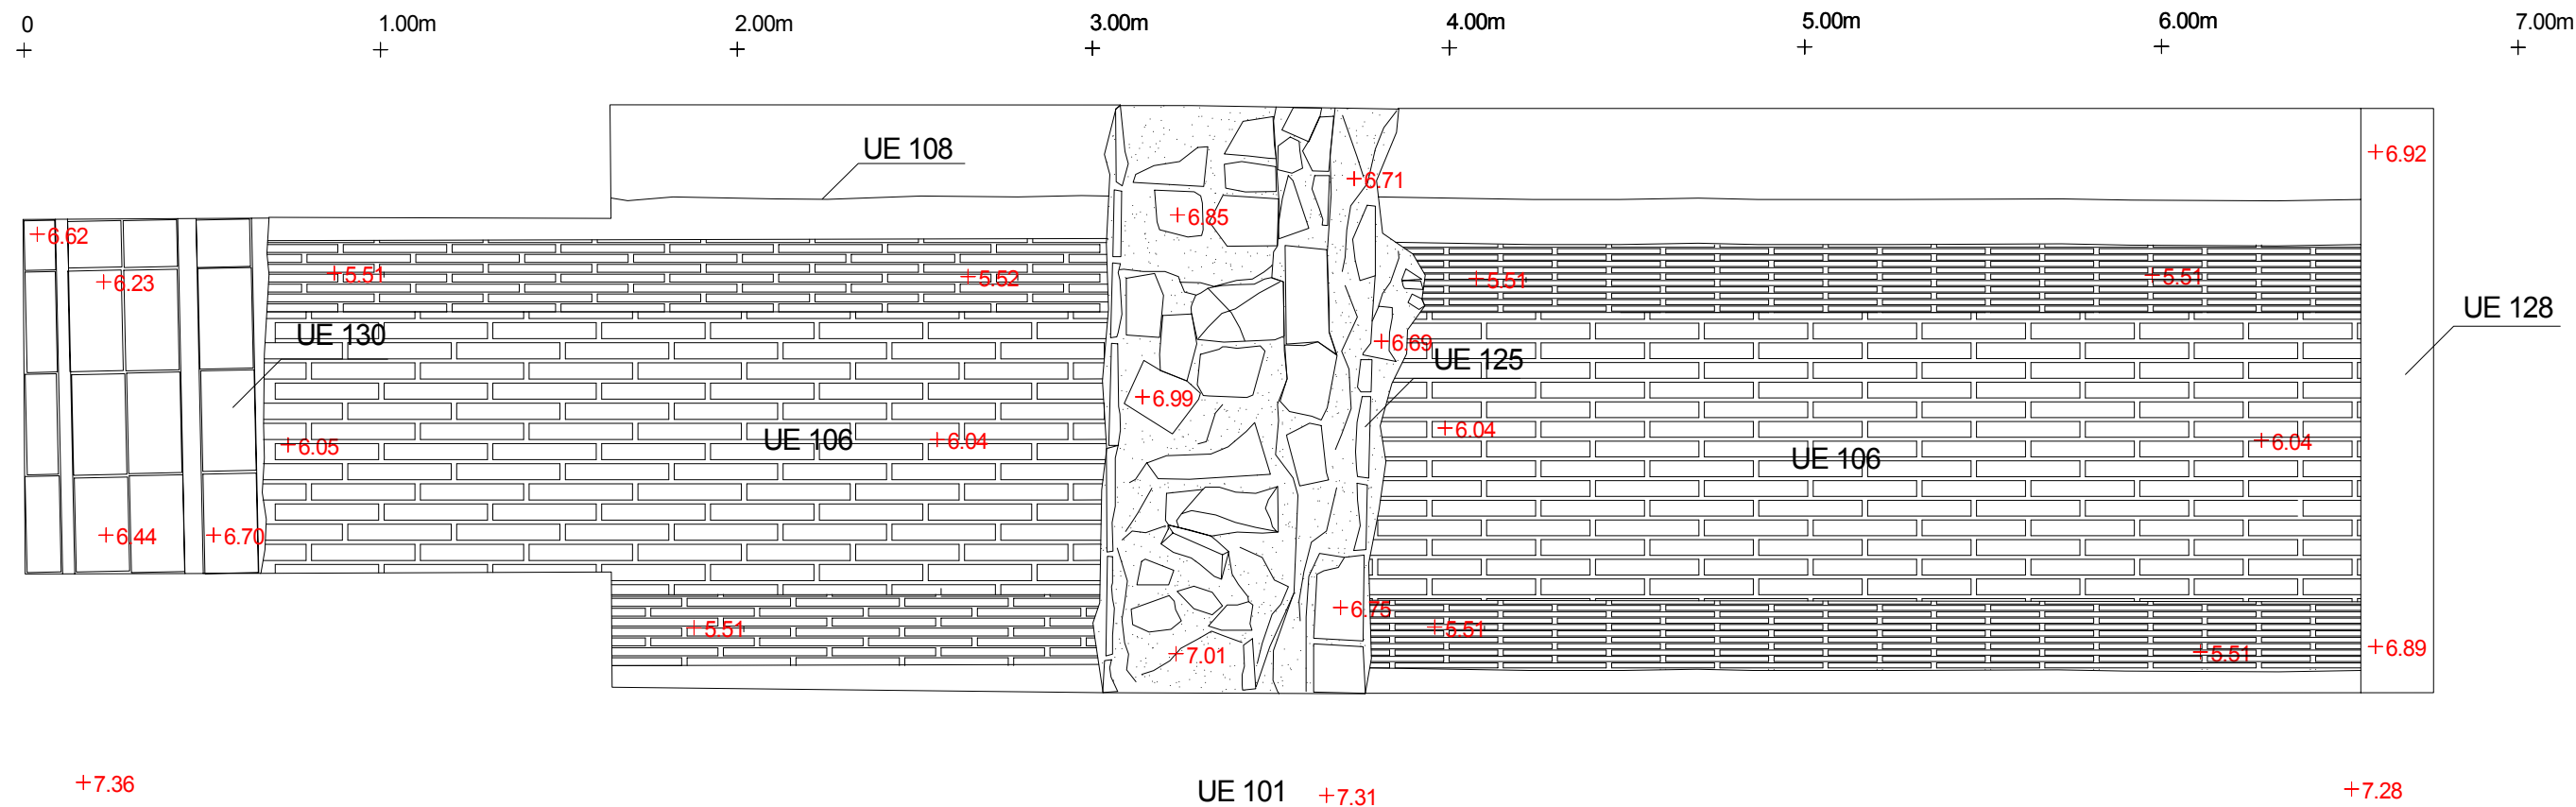 0 1.00m 2.00m 3.00m 4.00m 5.00m 6.00m 7.00m
UE 108
+6.92
+6.71
+6.85
+6.62
+6.23 +5.51 +5.52 +5.51 +5.51
UE 128
UE 130
+6.69
UE 125
+6.99
+6.05 UE 106 +6.04 +6.04 UE 106 +6.04
+6.44 +6.70
+6.75
+5.51 +5.51
+7.01 +5.51 +6.89
+7.36 UE 101 +7.31 +7.28